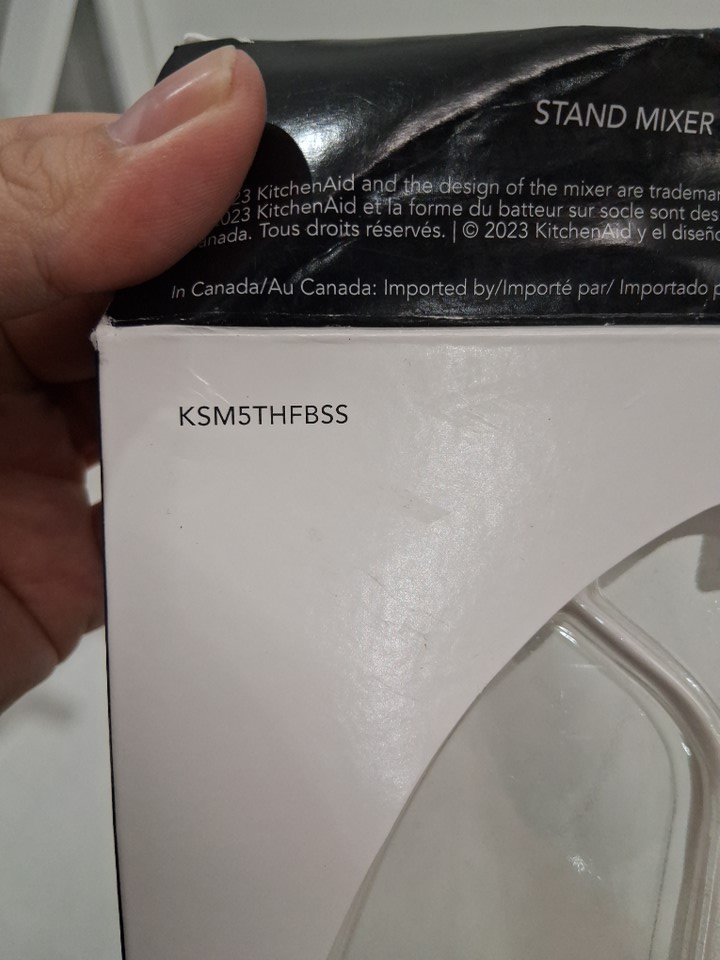 STAND MIXER
23 KitchenAid and the design of the mixer are trademar
023 KitchenAid et la forme du batteur sur socle sont des
anada. Tous droits réservés. | © 2023 KitchenAid y el diseño
In Canada/Au Canada: Imported by/Importé par/ Importado p
KSM5THFBSS